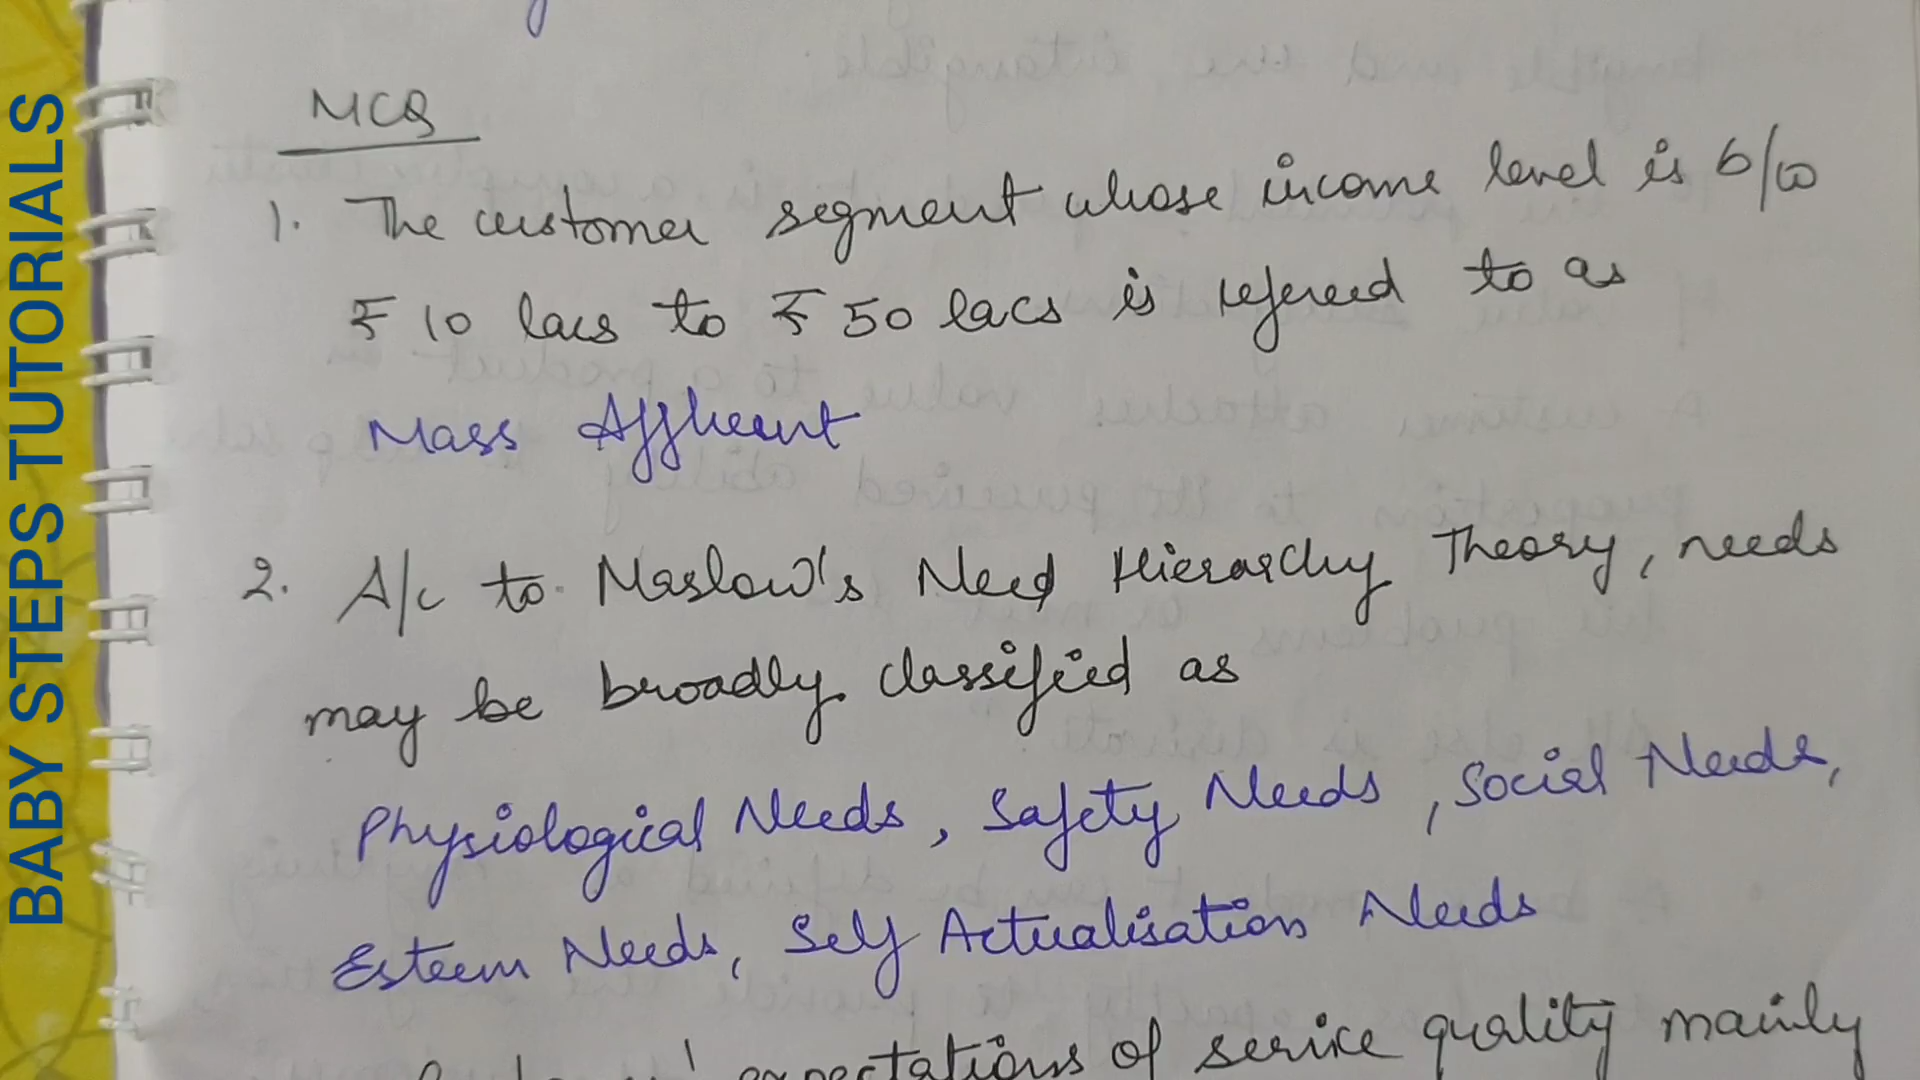 BABY STEPS TUTORIALS
MCQ
1. The customer segment whose income level is b/w
₹ 10 lacs to ₹ 50 lacs is refered to as
Mass Affluent
2. A/c to Maslow's Need Hierarchy Theory, needs
may be broadly classified as
Physiological Needs, Safety Needs, Social Needs,
Esteem Needs, Self Actualisation Needs
expectations of service quality mainly